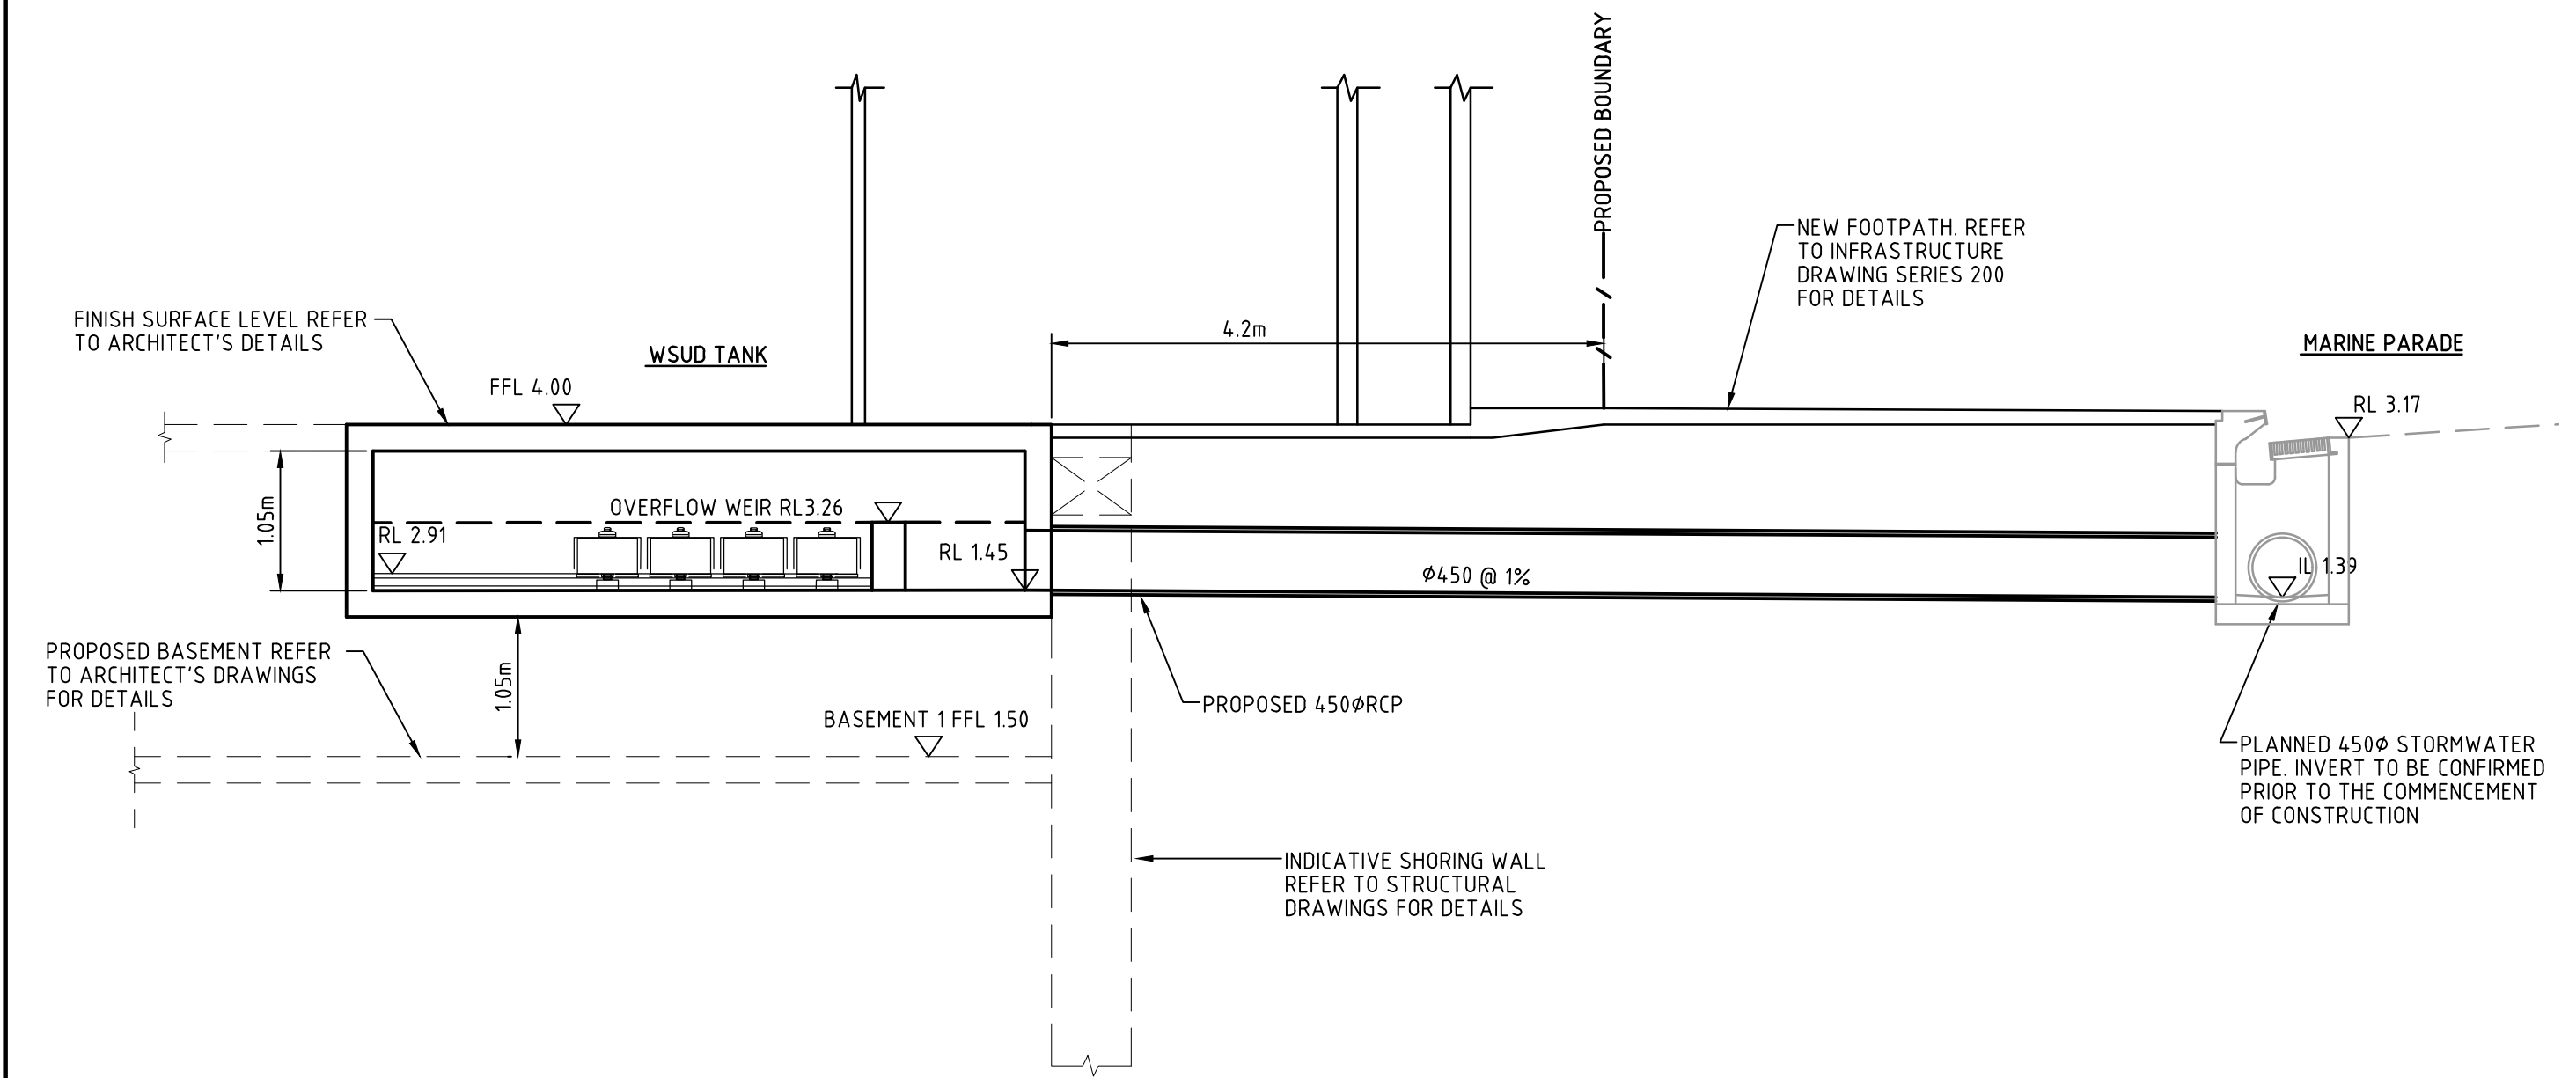 PROPOSED BOUNDARY
NEW FOOTPATH. REFER
TO INFRASTRUCTURE
DRAWING SERIES 200
FOR DETAILS
FINISH SURFACE LEVEL REFER
TO ARCHITECT'S DETAILS
WSUD TANK
4.2m
MARINE PARADE
FFL 4.00
RL 3.17
1.05m
OVERFLOW WEIR RL3.26
RL 2.91
RL 1.45
Ø450 @ 1%
IL 1.39
PROPOSED BASEMENT REFER
TO ARCHITECT'S DRAWINGS
FOR DETAILS
1.05m
BASEMENT 1 FFL 1.50
PROPOSED 450ØRCP
PLANNED 450Ø STORMWATER
PIPE. INVERT TO BE CONFIRMED
PRIOR TO THE COMMENCEMENT
OF CONSTRUCTION
INDICATIVE SHORING WALL
REFER TO STRUCTURAL
DRAWINGS FOR DETAILS